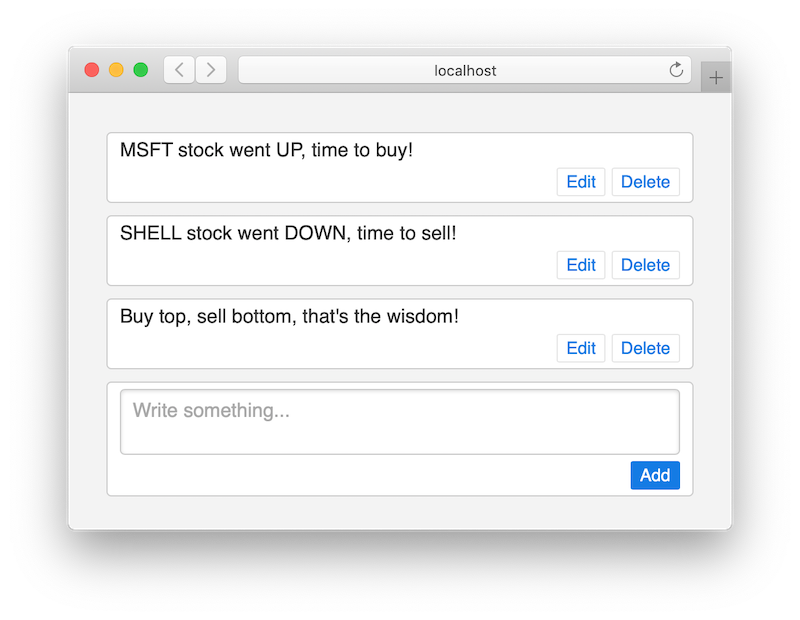 localhost
MSFT stock went UP, time to buy!
Edit Delete
SHELL stock went DOWN, time to sell!
Edit Delete
Buy top, sell bottom, that's the wisdom!
Edit Delete
Write something...
Add